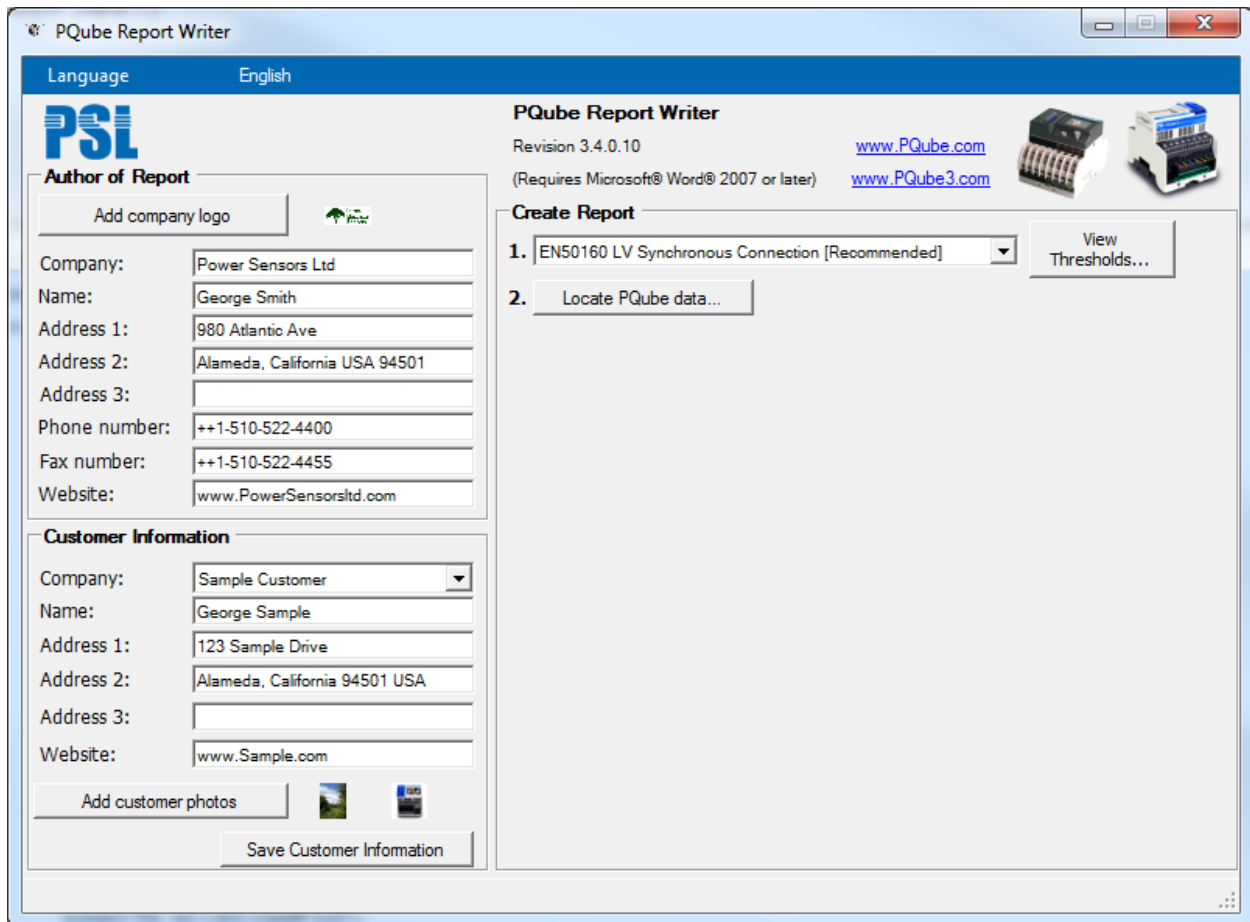 PQube Report Writer
Language English
PSL
Author of Report
Add company logo
Company: Power Sensors Ltd
Name: George Smith
Address 1: 980 Atlantic Ave
Address 2: Alameda, California USA 94501
Address 3:
Phone number: ++1-510-522-4400
Fax number: ++1-510-522-4455
Website: www.PowerSensorsltd.com
Customer Information
Company: Sample Customer
Name: George Sample
Address 1: 123 Sample Drive
Address 2: Alameda, California 94501 USA
Address 3:
Website: www.Sample.com
Add customer photos
Save Customer Information
PQube Report Writer
Revision 3.4.0.10 www.PQube.com
(Requires Microsoft® Word® 2007 or later) www.PQube3.com
Create Report
1. EN50160 LV Synchronous Connection [Recommended]
View
Thresholds...
2. Locate PQube data...